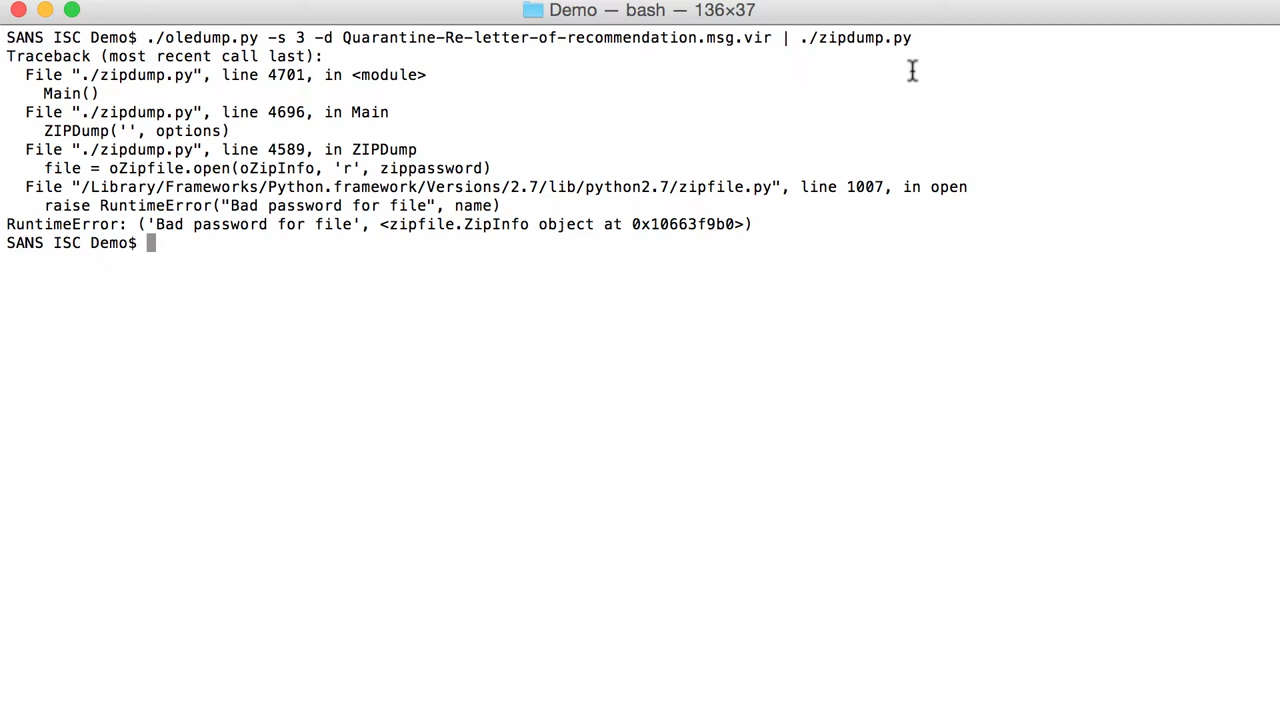 Demo — bash — 136×37
SANS ISC Demo$ ./oledump.py -s 3 -d Quarantine-Re-letter-of-recommendation.msg.vir | ./zipdump.py
Traceback (most recent call last):
  File "./zipdump.py", line 4701, in <module>
    Main()
  File "./zipdump.py", line 4696, in Main
    ZIPDump('', options)
  File "./zipdump.py", line 4589, in ZIPDump
    file = oZipfile.open(oZipInfo, 'r', zippassword)
  File "/Library/Frameworks/Python.framework/Versions/2.7/lib/python2.7/zipfile.py", line 1007, in open
    raise RuntimeError("Bad password for file", name)
RuntimeError: ('Bad password for file', <zipfile.ZipInfo object at 0x10663f9b0>)
SANS ISC Demo$